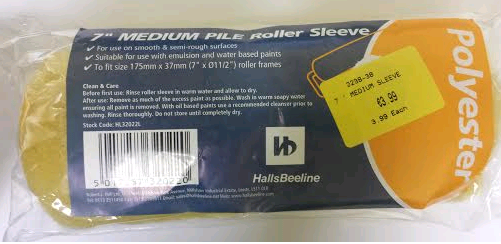 7" MEDIUM PILE Roller Sleeve
✔ For use on smooth & semi-rough surfaces
✔ Suitable for use with emulsion and water based paints
✔ To fit size 175mm x 37mm (7" x Ø11/2") roller frames
Clean & Care
Before first use: Rinse roller sleeve in warm water and allow to dry.
After use: Remove as much of the excess paint as possible. Wash in warm soapy water
ensuring all paint is removed. With oil based paints use a recommended cleanser prior to
washing. Rinse thoroughly. Do not store until completely dry.
Stock Code: HL32022L
HallsBeeline
Polyester
3238-38
7" MEDIUM SLEEVE
€3.99
3.99 Each